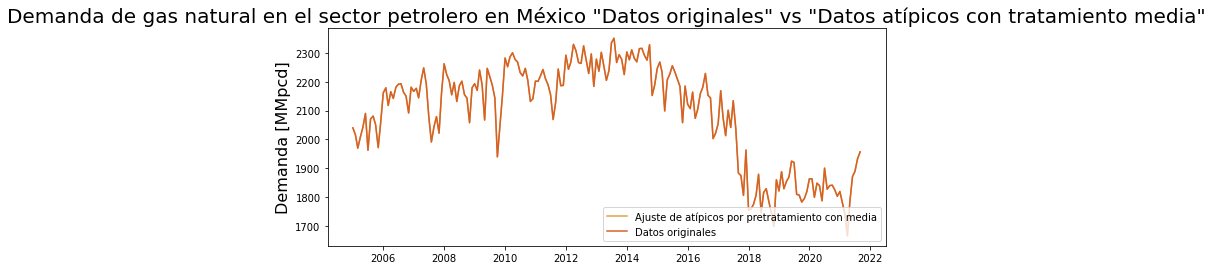 Demanda de gas natural en el sector petrolero en México "Datos originales" vs "Datos atípicos con tratamiento media"
Demanda [MMpcd]
2300
2200
2100
2000
1900
1800
1700
Ajuste de atípicos por pretratamiento con media
Datos originales
2006 2008 2010 2012 2014 2016 2018 2020 2022